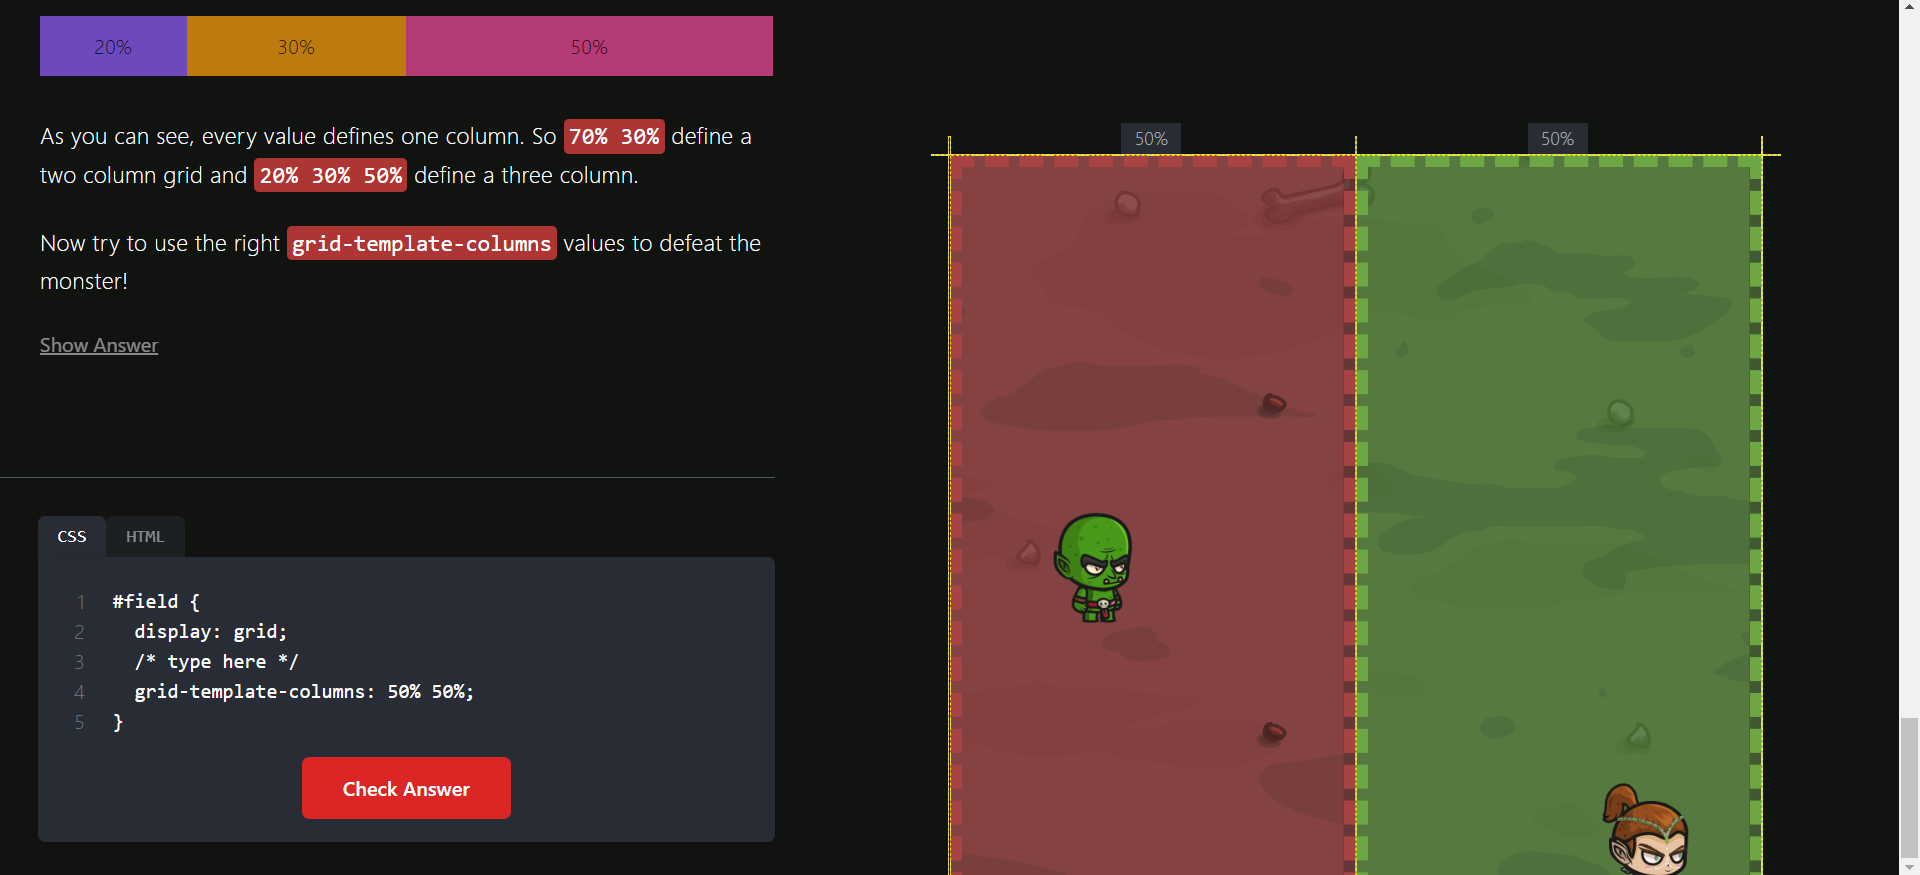 20% 30% 50%
As you can see, every value defines one column. So 70% 30% define a
two column grid and 20% 30% 50% define a three column.
Now try to use the right grid-template-columns values to defeat the
monster!
Show Answer
CSS HTML
1 #field {
2 display: grid;
3 /* type here */
4 grid-template-columns: 50% 50%;
5 }
Check Answer
50% 50%